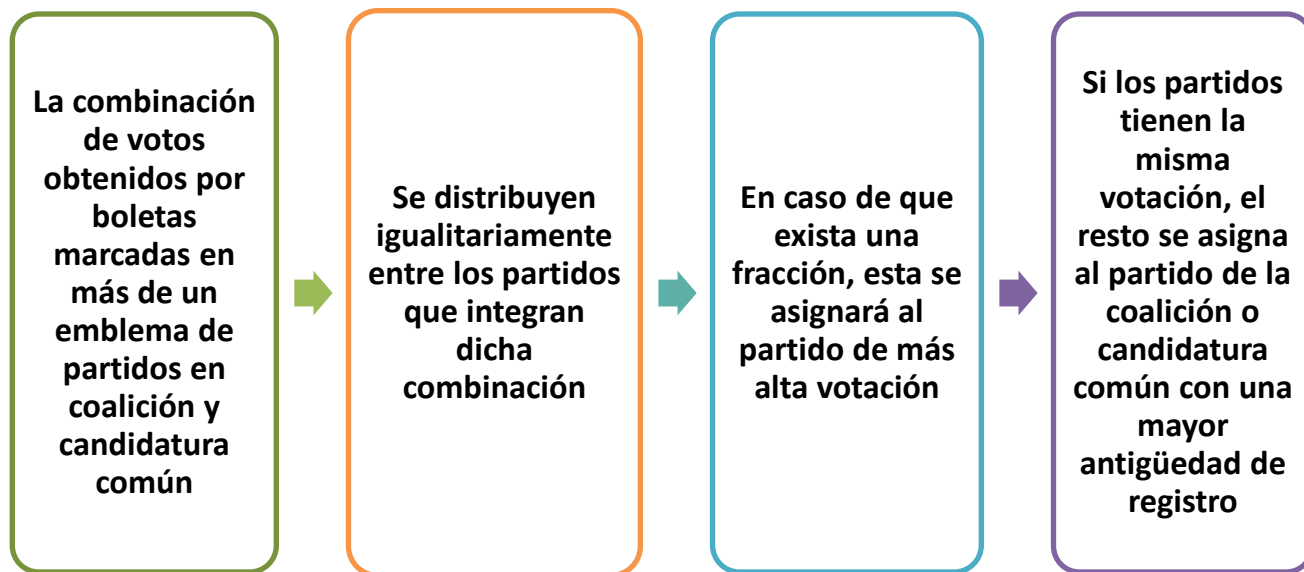 La combinación
de votos
obtenidos por
boletas
marcadas en
más de un
emblema de
partidos en
coalición y
candidatura
común
Se distribuyen
igualitariamente
entre los partidos
que integran
dicha
combinación
En caso de que
exista una
fracción, esta se
asignará al
partido de más
alta votación
Si los partidos
tienen la
misma
votación, el
resto se asigna
al partido de la
coalición o
candidatura
común con una
mayor
antigüedad de
registro